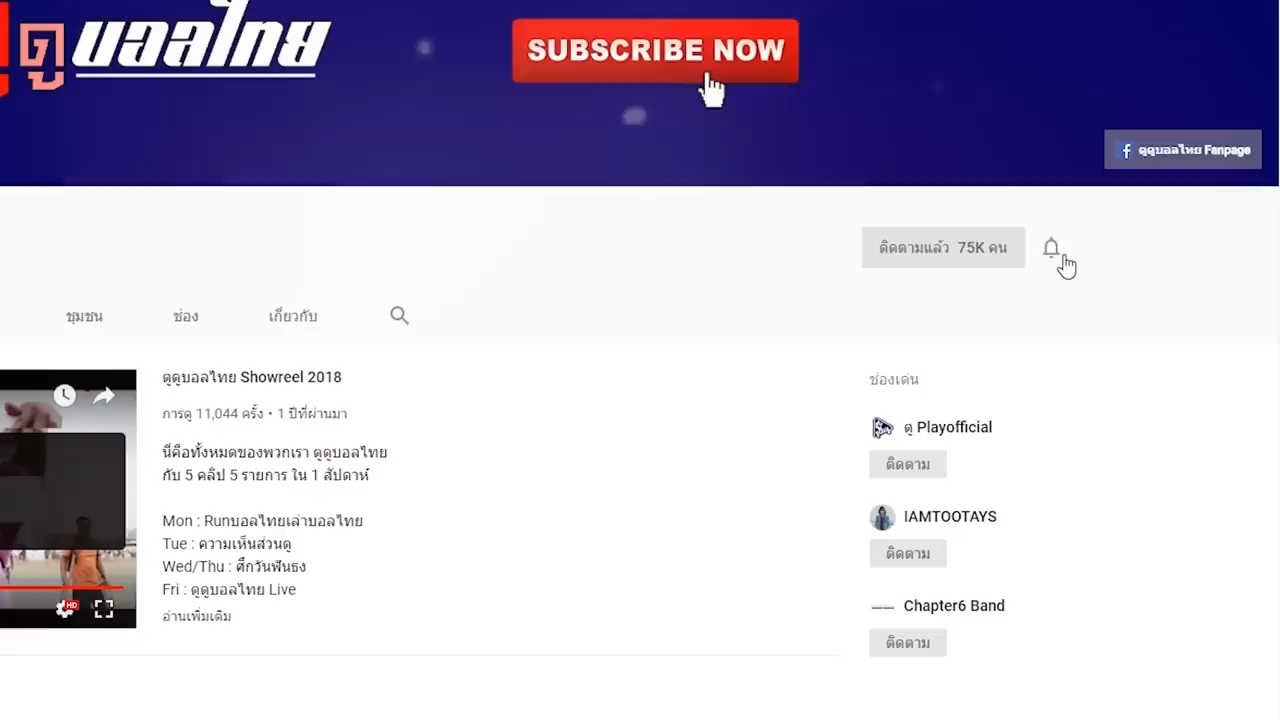 ดูบอลไทย
SUBSCRIBE NOW
ดูดูบอลไทย Fanpage
ติดตามแล้ว 75K คน
ชุมชน
ช่อง
เกี่ยวกับ
ตูดูบอลไทย Showreel 2018
การดู 11,044 ครั้ง • 1 ปีที่ผ่านมา
นี่คือทั้งหมดของพวกเรา ตูดูบอลไทย
กับ 5 คลิป 5 รายการ ใน 1 สัปดาห์
Mon : Runบอลไทยเล่าบอลไทย
Tue : ความเห็นส่วนตู
Wed/Thu : ศึกวันฟันธง
Fri : ตูดูบอลไทย Live
อ่านเพิ่มเติม
HD
ช่องเด่น
ตู Playofficial
ติดตาม
IAMTOOTAYS
ติดตาม
Chapter6 Band
ติดตาม